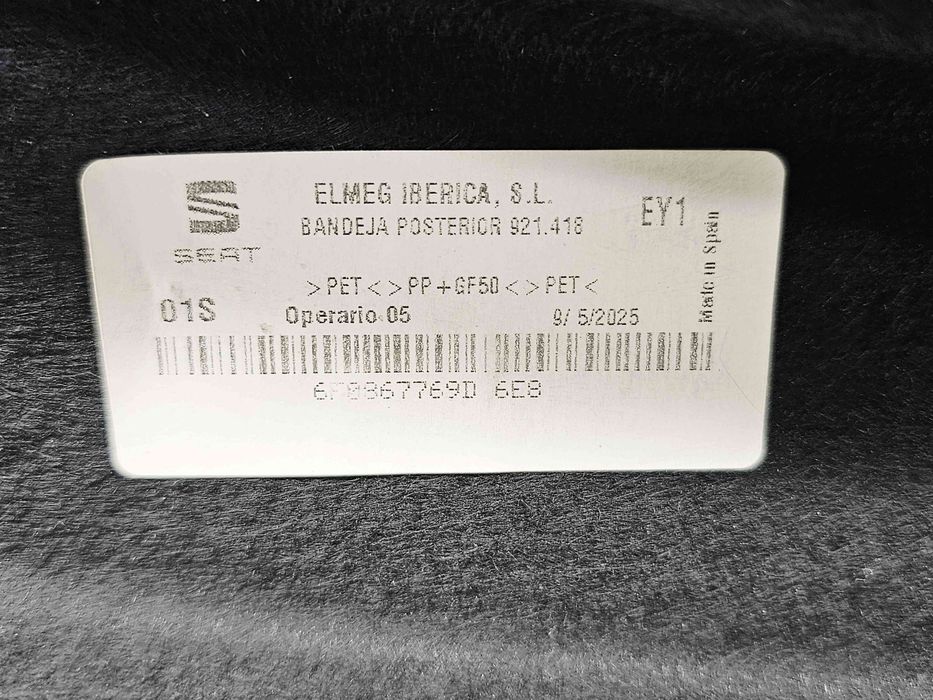 ELMEG IBERICA, S.L.
BANDEJA POSTERIOR 921.418
EY1
SEAT
Made in Spain
>PET<>PP+GF50<>PET<
01S
Operario 05
9/ 5/2025
6F0867769D 6E8